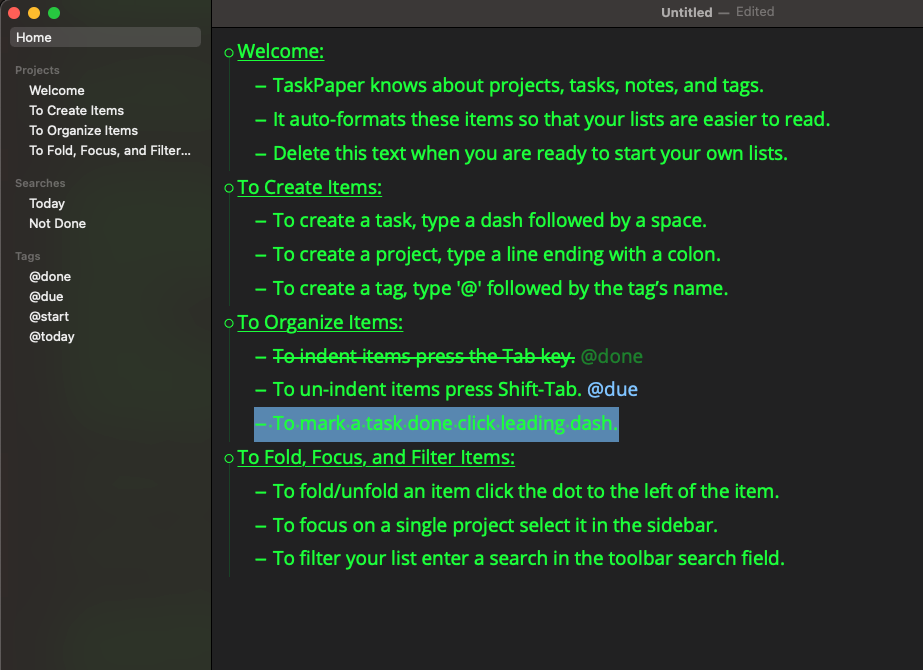 Untitled — Edited
Home
Projects
Welcome
To Create Items
To Organize Items
To Fold, Focus, and Filter...
Searches
Today
Not Done
Tags
@done
@due
@start
@today
Welcome:
– TaskPaper knows about projects, tasks, notes, and tags.
– It auto-formats these items so that your lists are easier to read.
– Delete this text when you are ready to start your own lists.
To Create Items:
– To create a task, type a dash followed by a space.
– To create a project, type a line ending with a colon.
– To create a tag, type '@' followed by the tag’s name.
To Organize Items:
– To indent items press the Tab key. @done
– To un-indent items press Shift-Tab. @due
– To mark a task done click leading dash.
To Fold, Focus, and Filter Items:
– To fold/unfold an item click the dot to the left of the item.
– To focus on a single project select it in the sidebar.
– To filter your list enter a search in the toolbar search field.